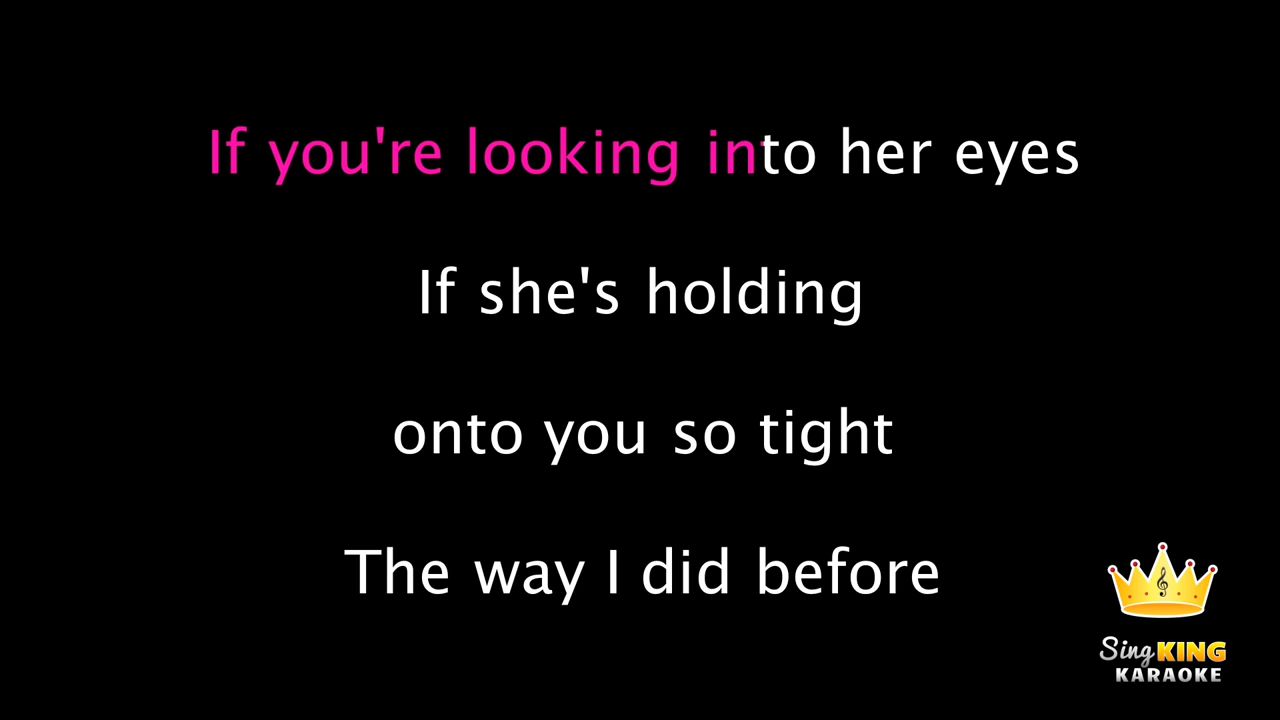 If you're looking into her eyes
If she's holding
onto you so tight
The way I did before
Sing KING
KARAOKE